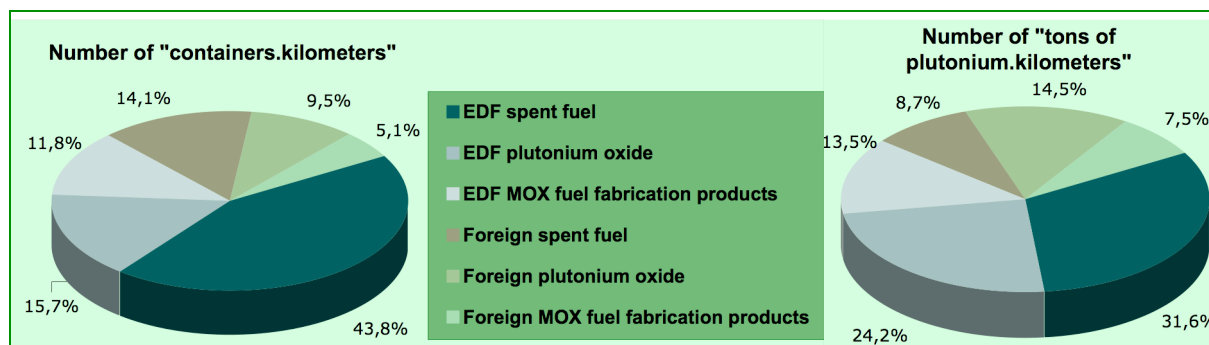 Number of "containers.kilometers"
14,1%
9,5%
11,8%
5,1%
15,7%
43,8%
EDF spent fuel
EDF plutonium oxide
EDF MOX fuel fabrication products
Foreign spent fuel
Foreign plutonium oxide
Foreign MOX fuel fabrication products
Number of "tons of
plutonium.kilometers"
8,7%
14,5%
7,5%
13,5%
24,2%
31,6%